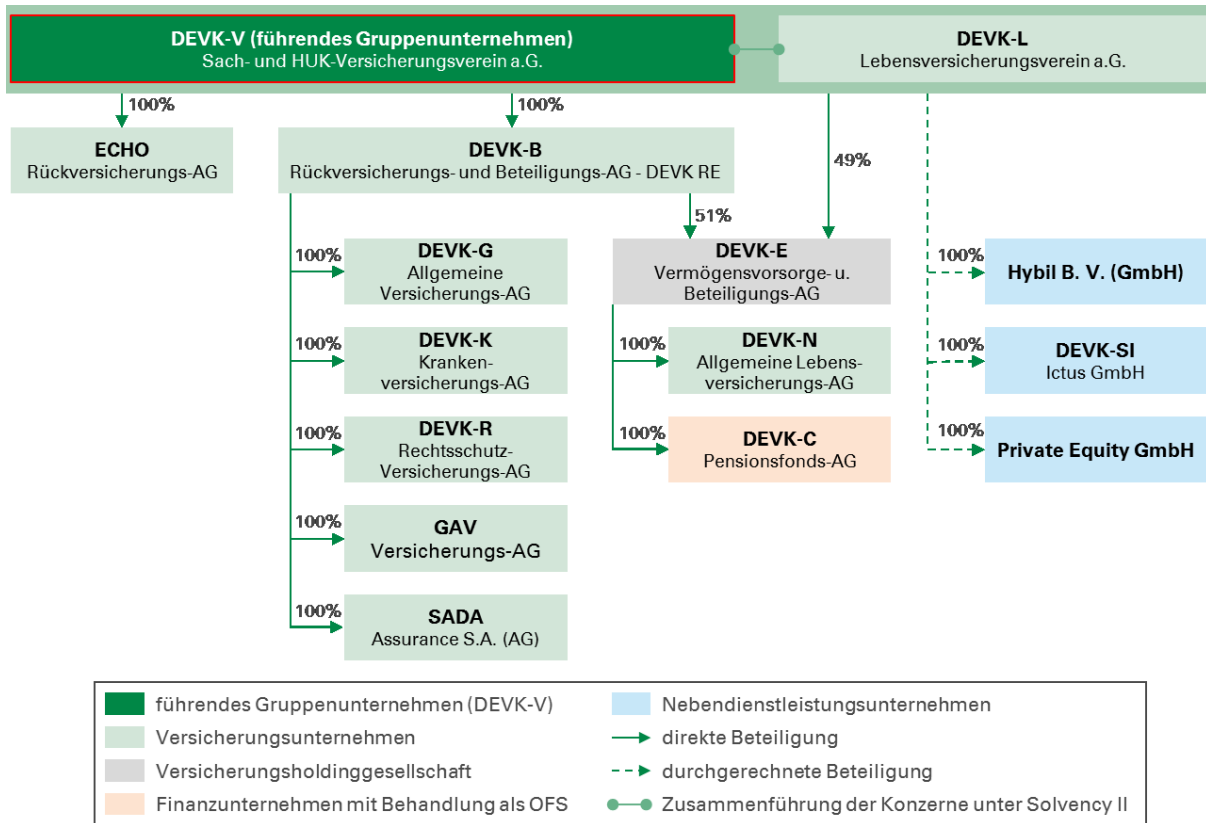 DEVK-V (führendes Gruppenunternehmen)
Sach- und HUK-Versicherungsverein a.G.
DEVK-L
Lebensversicherungsverein a.G.
100%
100%
ECHO
Rückversicherungs-AG
DEVK-B
Rückversicherungs- und Beteiligungs-AG - DEVK RE
49%
51%
100%
DEVK-G
Allgemeine
Versicherungs-AG
DEVK-E
Vermögensvorsorge- u.
Beteiligungs-AG
100%
Hybil B. V. (GmbH)
100%
DEVK-K
Kranken-
versicherungs-AG
100%
DEVK-N
Allgemeine Lebens-
versicherungs-AG
100%
DEVK-SI
Ictus GmbH
100%
DEVK-R
Rechtsschutz-
Versicherungs-AG
100%
DEVK-C
Pensionsfonds-AG
100%
Private Equity GmbH
100%
GAV
Versicherungs-AG
100%
SADA
Assurance S.A. (AG)
führendes Gruppenunternehmen (DEVK-V)
Versicherungsunternehmen
Versicherungsholdinggesellschaft
Finanzunternehmen mit Behandlung als OFS
Nebendienstleistungsunternehmen
direkte Beteiligung
durchgerechnete Beteiligung
Zusammenführung der Konzerne unter Solvency II